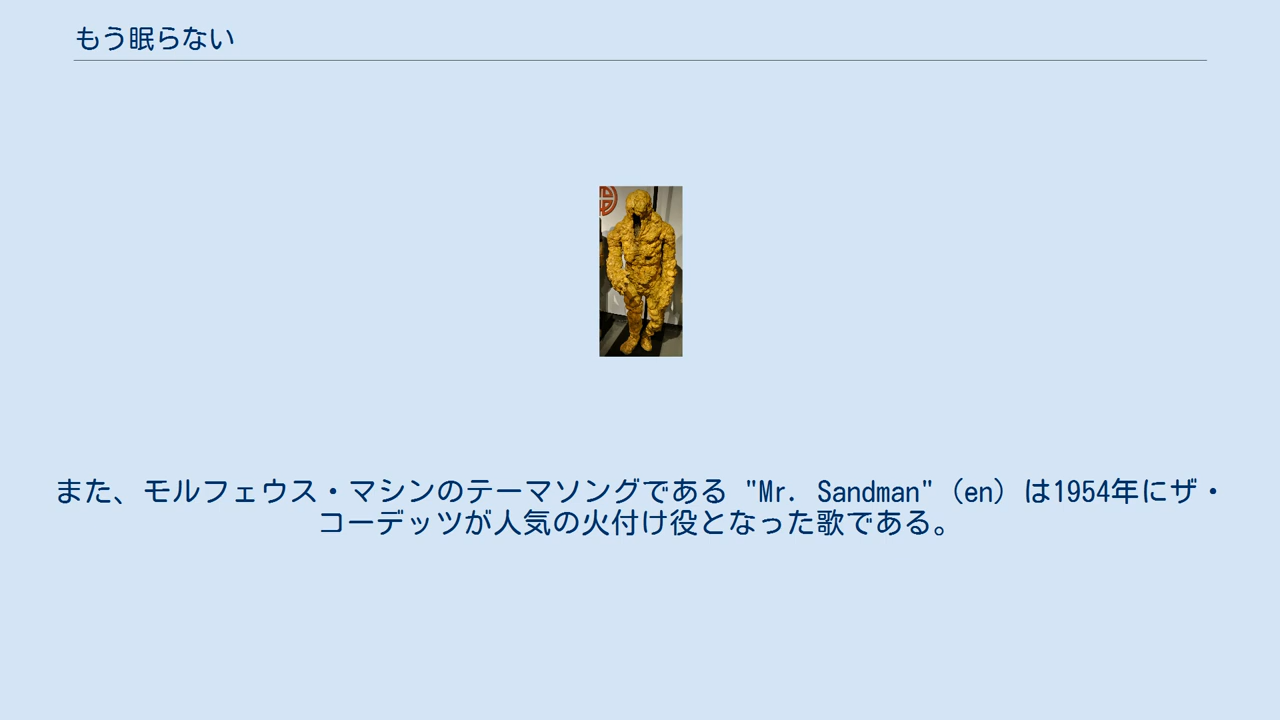 もう眠らない
また、モルフェウス・マシンのテーマソングである "Mr. Sandman" (en) は1954年にザ・
コーデッツが人気の火付け役となった歌である。